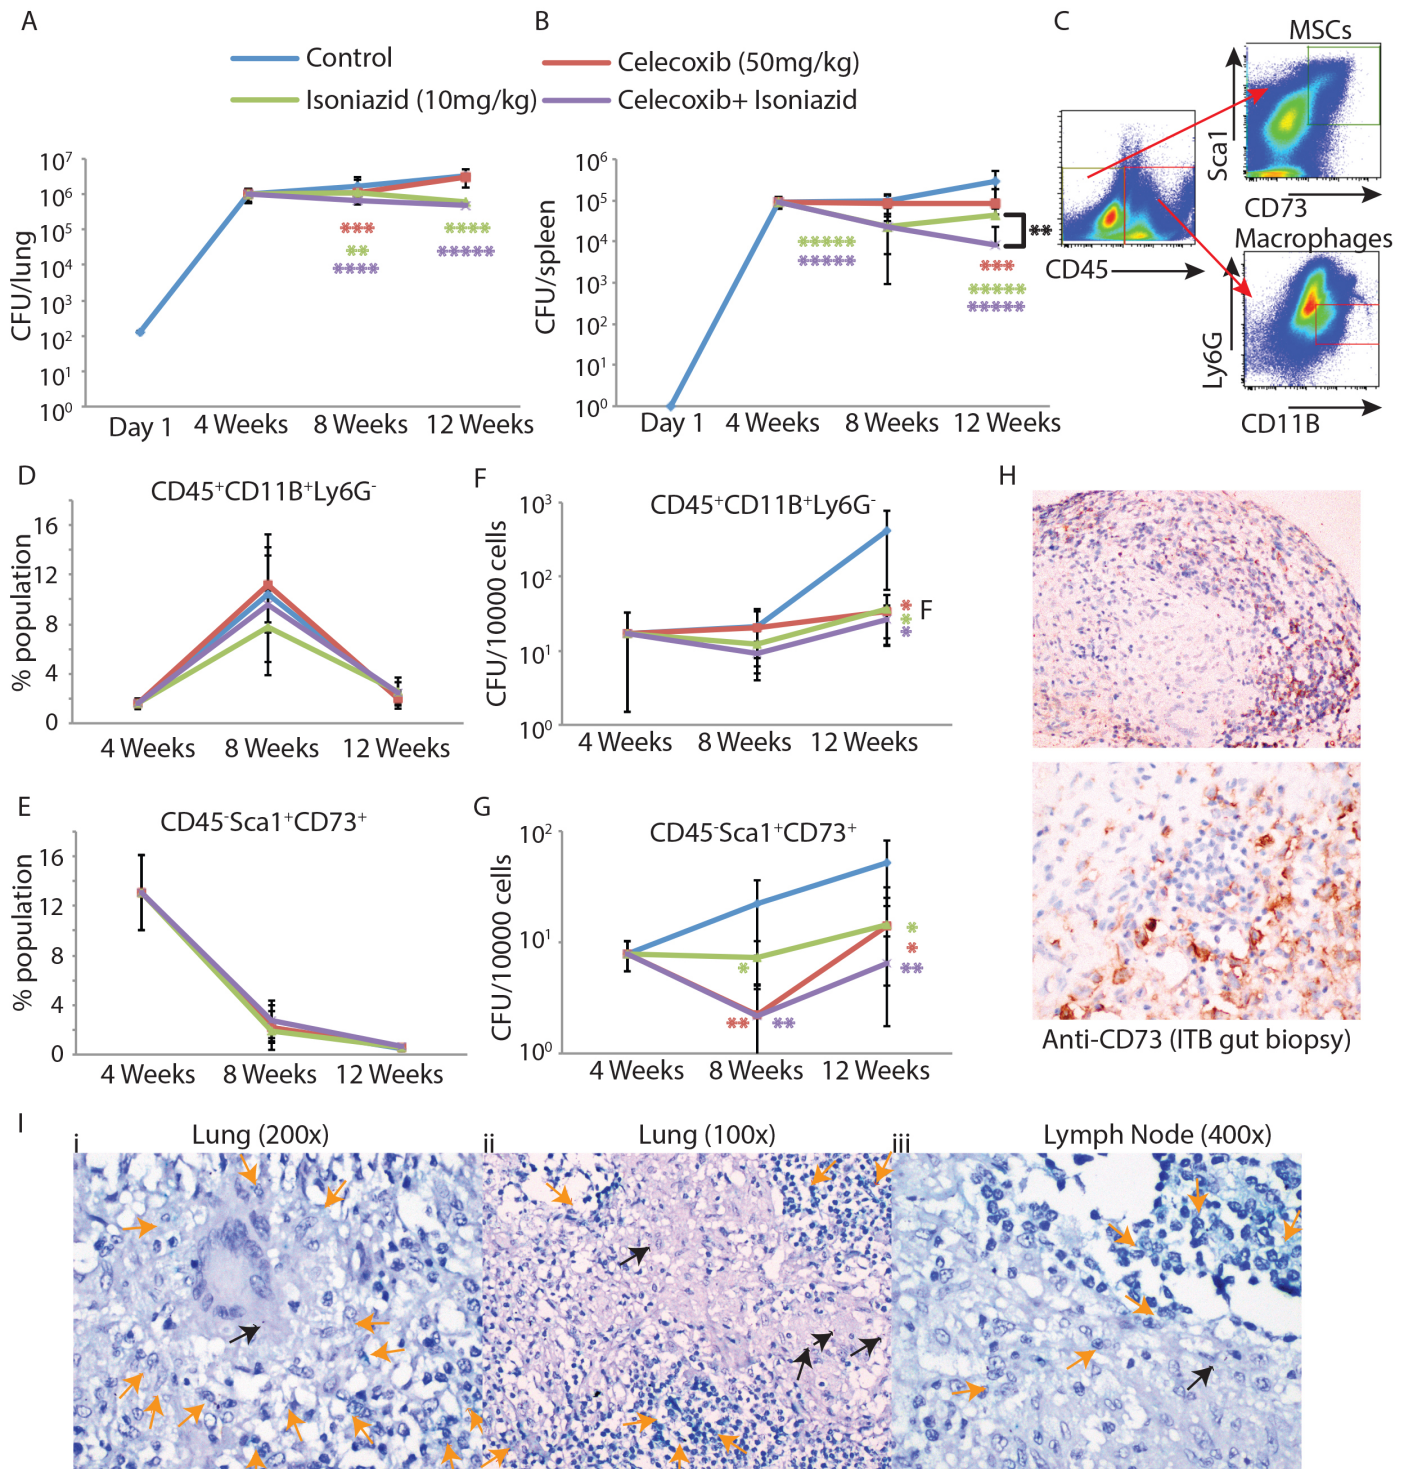 A
B
C
Control
Celecoxib (50mg/kg)
Isoniazid (10mg/kg)
Celecoxib+ Isoniazid
CFU/lung
10⁷
10⁶
10⁵
10⁴
10³
10²
10¹
10⁰
***
**
****
****
*****
Day 1 4 Weeks 8 Weeks 12 Weeks
CFU/spleen
10⁶
10⁵
10⁴
10³
10²
10¹
10⁰
*****
*****
**
***
*****
*****
Day 1 4 Weeks 8 Weeks 12 Weeks
MSCs
Sca1
CD73
CD45
Macrophages
Ly6G
CD11B
D
CD45⁺CD11B⁺Ly6G⁻
% population
16
12
8
4
0
4 Weeks 8 Weeks 12 Weeks
F
CD45⁺CD11B⁺Ly6G⁻
CFU/10000 cells
10³
10²
10¹
10⁰
*
*
*
F
4 Weeks 8 Weeks 12 Weeks
H
Anti-CD73 (ITB gut biopsy)
E
CD45⁻Sca1⁺CD73⁺
% population
16
12
8
4
0
4 Weeks 8 Weeks 12 Weeks
G
CD45⁻Sca1⁺CD73⁺
CFU/10000 cells
10²
10¹
10⁰
*
** **
*
*
**
4 Weeks 8 Weeks 12 Weeks
I
i Lung (200x)
ii Lung (100x)
iii Lymph Node (400x)